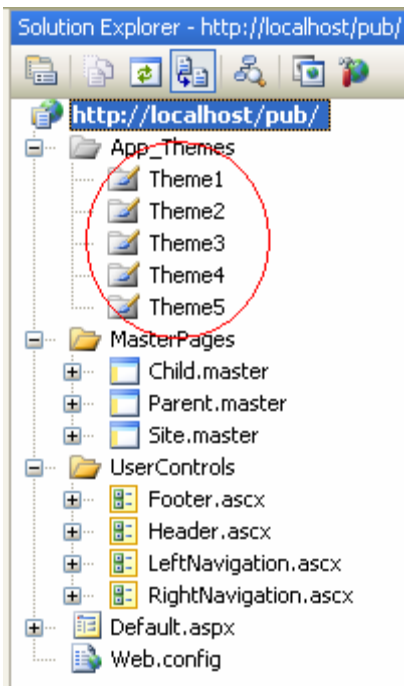 Solution Explorer - http://localhost/pub/
http://localhost/pub/
App_Themes
Theme1
Theme2
Theme3
Theme4
Theme5
MasterPages
Child.master
Parent.master
Site.master
UserControls
Footer.ascx
Header.ascx
LeftNavigation.ascx
RightNavigation.ascx
Default.aspx
Web.config